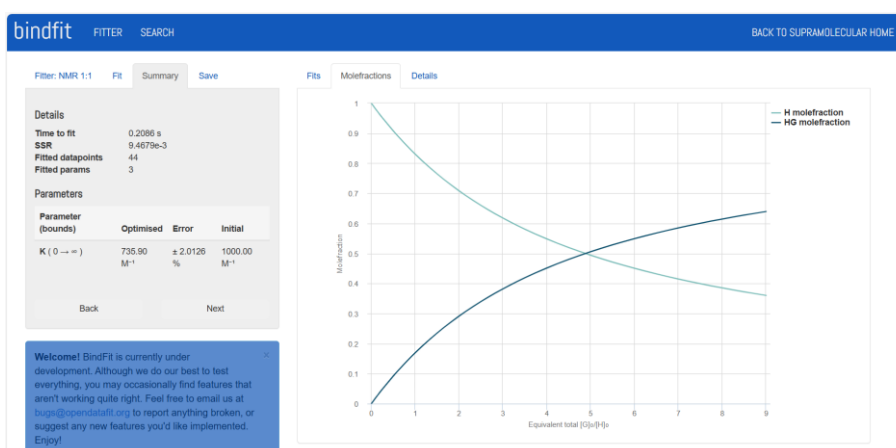 bindfit FITTER SEARCH BACK TO SUPRAMOLECULAR HOME
Fitter: NMR 1:1 Fit Summary Save
Details
Time to fit 0.2086 s
SSR 9.4679e-3
Fitted datapoints 44
Fitted params 3
Parameters
Parameter
(bounds) Optimised Error Initial
K ( 0 → ∞ ) 735.90 ± 2.0126 1000.00
M⁻¹ % M⁻¹
Back Next
Welcome! BindFit is currently under ×
development. Although we do our best to test
everything, you may occasionally find features that
aren't working quite right. Feel free to email us at
bugs@opendatafit.org to report anything broken, or
suggest any new features you'd like implemented.
Enjoy!
Fits Molefractions Details
H molefraction
HG molefraction
Molefraction
1
0.9
0.8
0.7
0.6
0.5
0.4
0.3
0.2
0.1
0
0 1 2 3 4 5 6 7 8 9
Equivalent total [G]₀/[H]₀